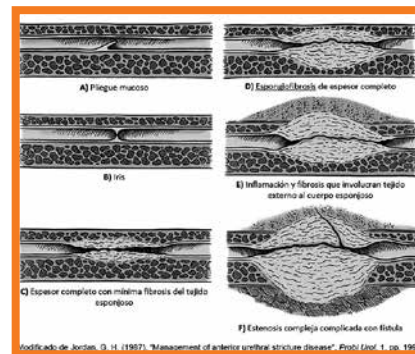 A) Pliegue mucoso
B) Iris
C) Espesor completo con mínima fibrosis del tejido
esponjoso
D) Espongiofibrosis de espesor completo
E) Inflamación y fibrosis que involucran tejido
externo al cuerpo esponjoso
F) Estenosis compleja complicada con fístula
odificado de Jordan, G. H. (1987). "Management of anterior urethral stricture disease". Probl Urol. 1. pp. 199